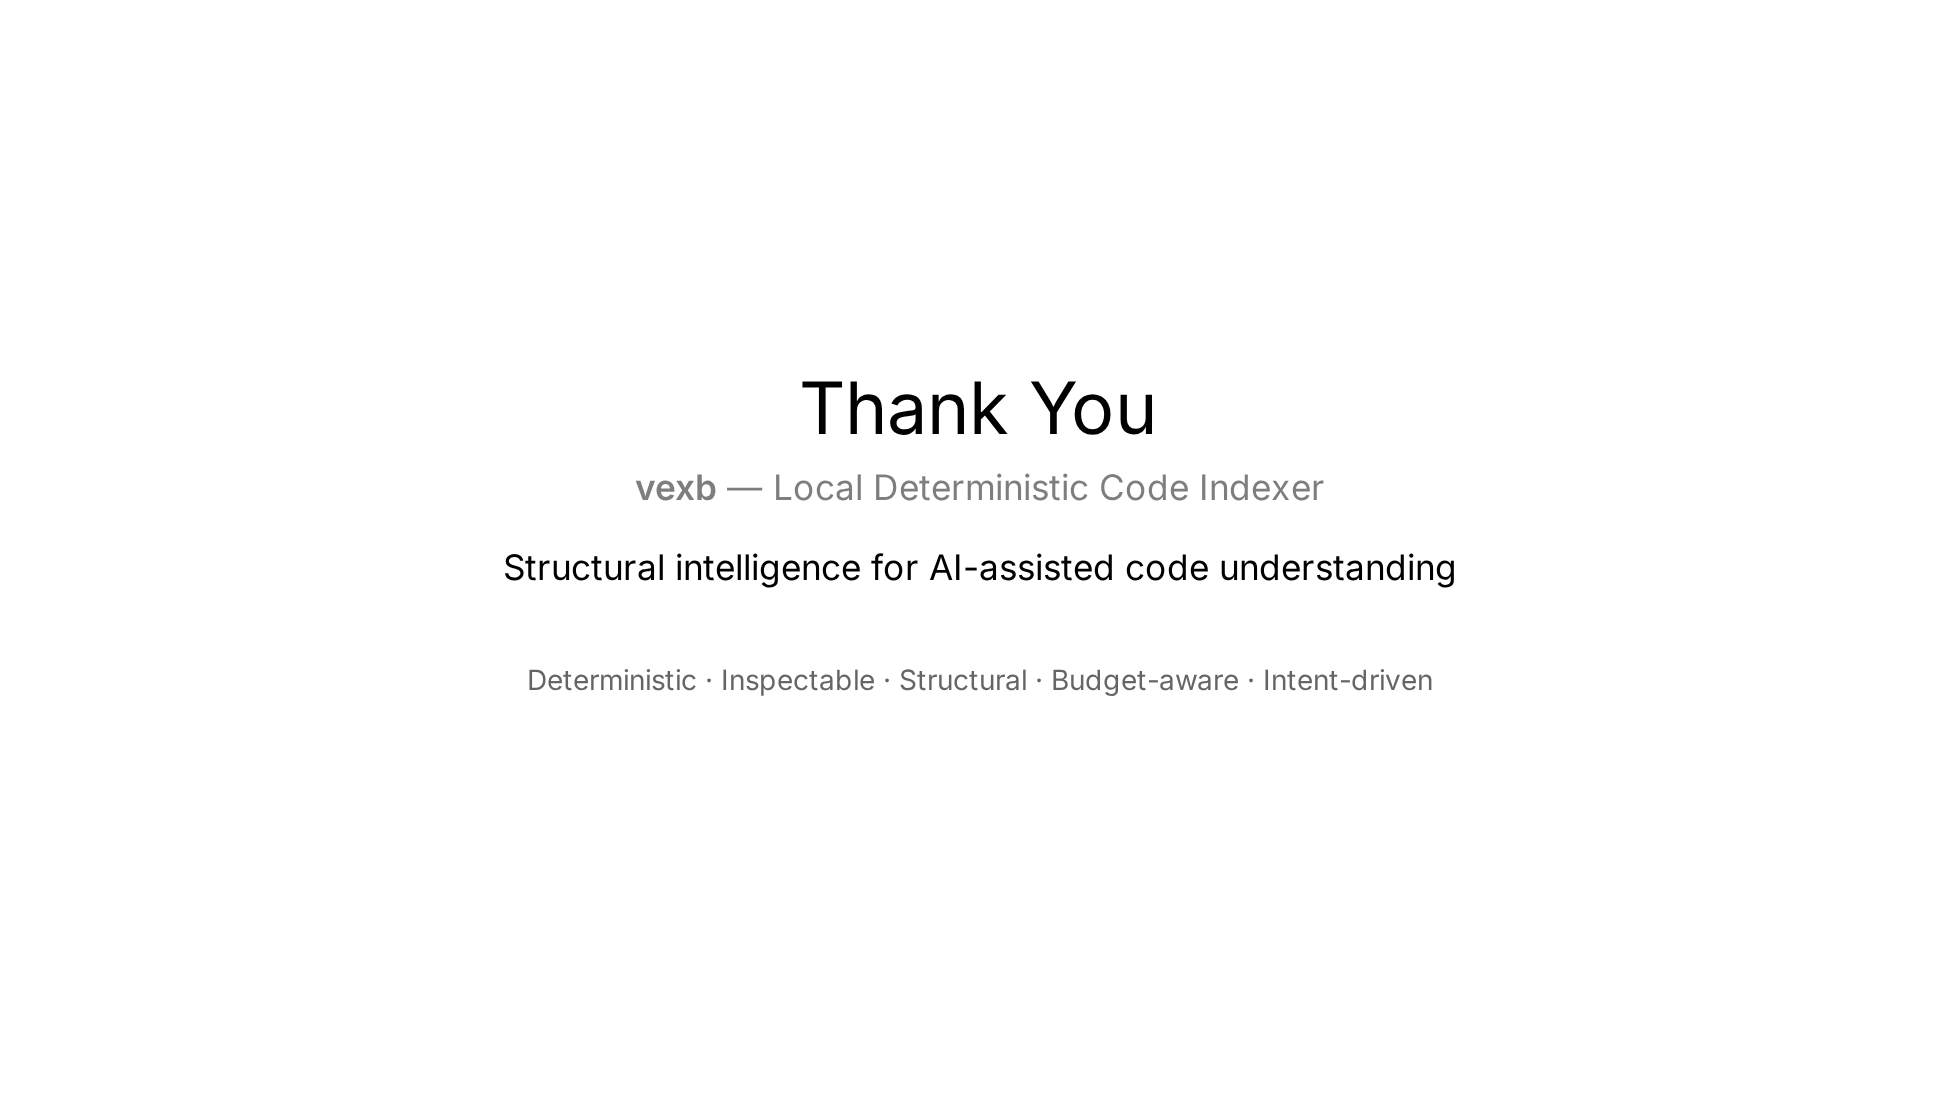 Thank You
vexb — Local Deterministic Code Indexer
Structural intelligence for AI-assisted code understanding
Deterministic · Inspectable · Structural · Budget-aware · Intent-driven